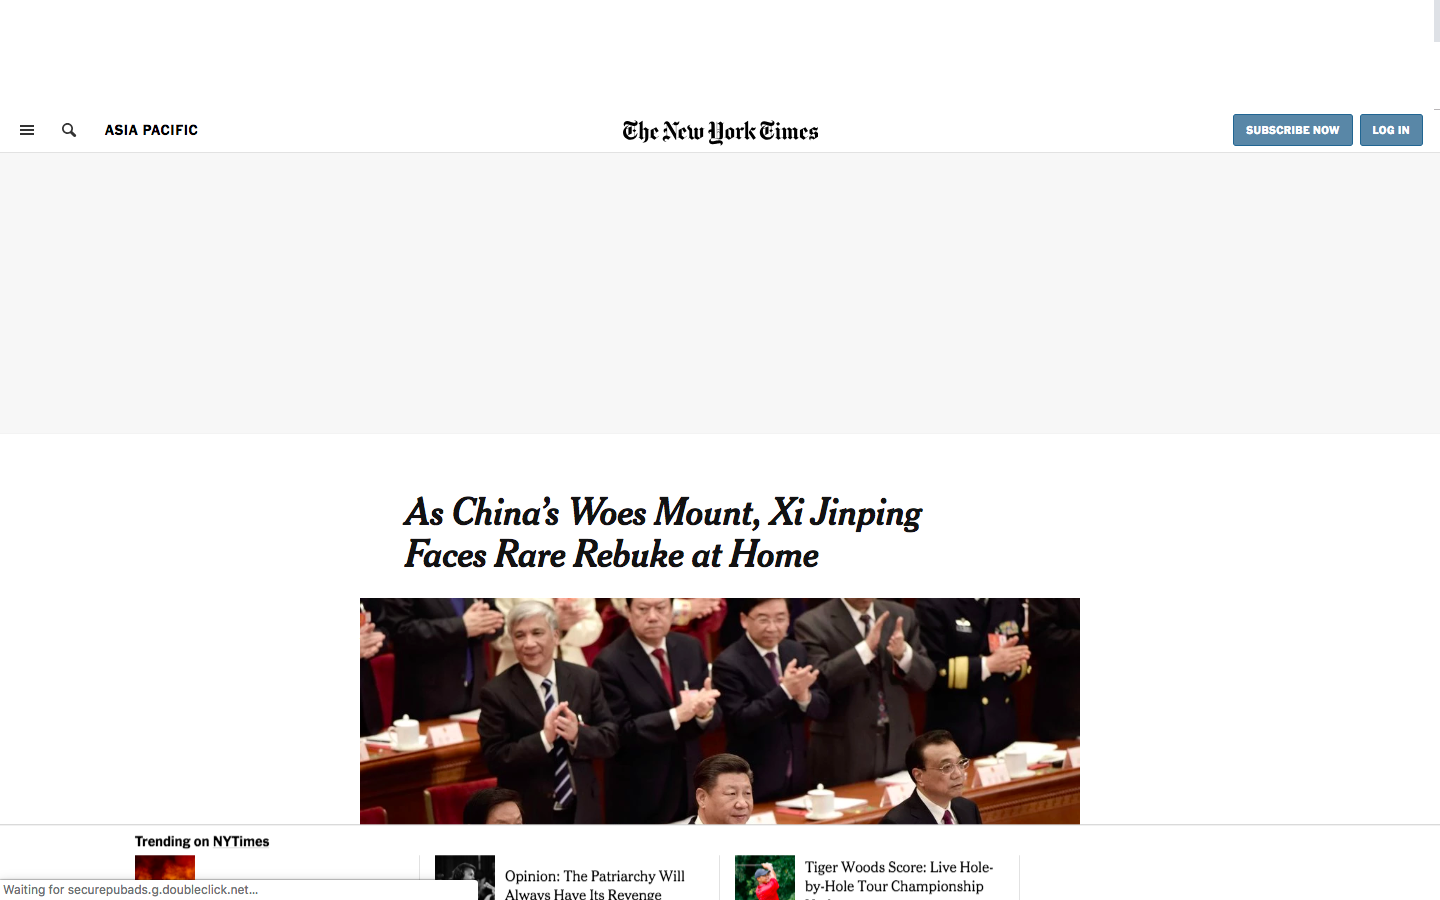 ASIA PACIFIC
The New York Times
SUBSCRIBE NOW
LOG IN
As China's Woes Mount, Xi Jinping
Faces Rare Rebuke at Home
Trending on NYTimes
Opinion: The Patriarchy Will
Always Have Its Revenge
Tiger Woods Score: Live Hole-
by-Hole Tour Championship
Waiting for securepubads.g.doubleclick.net...